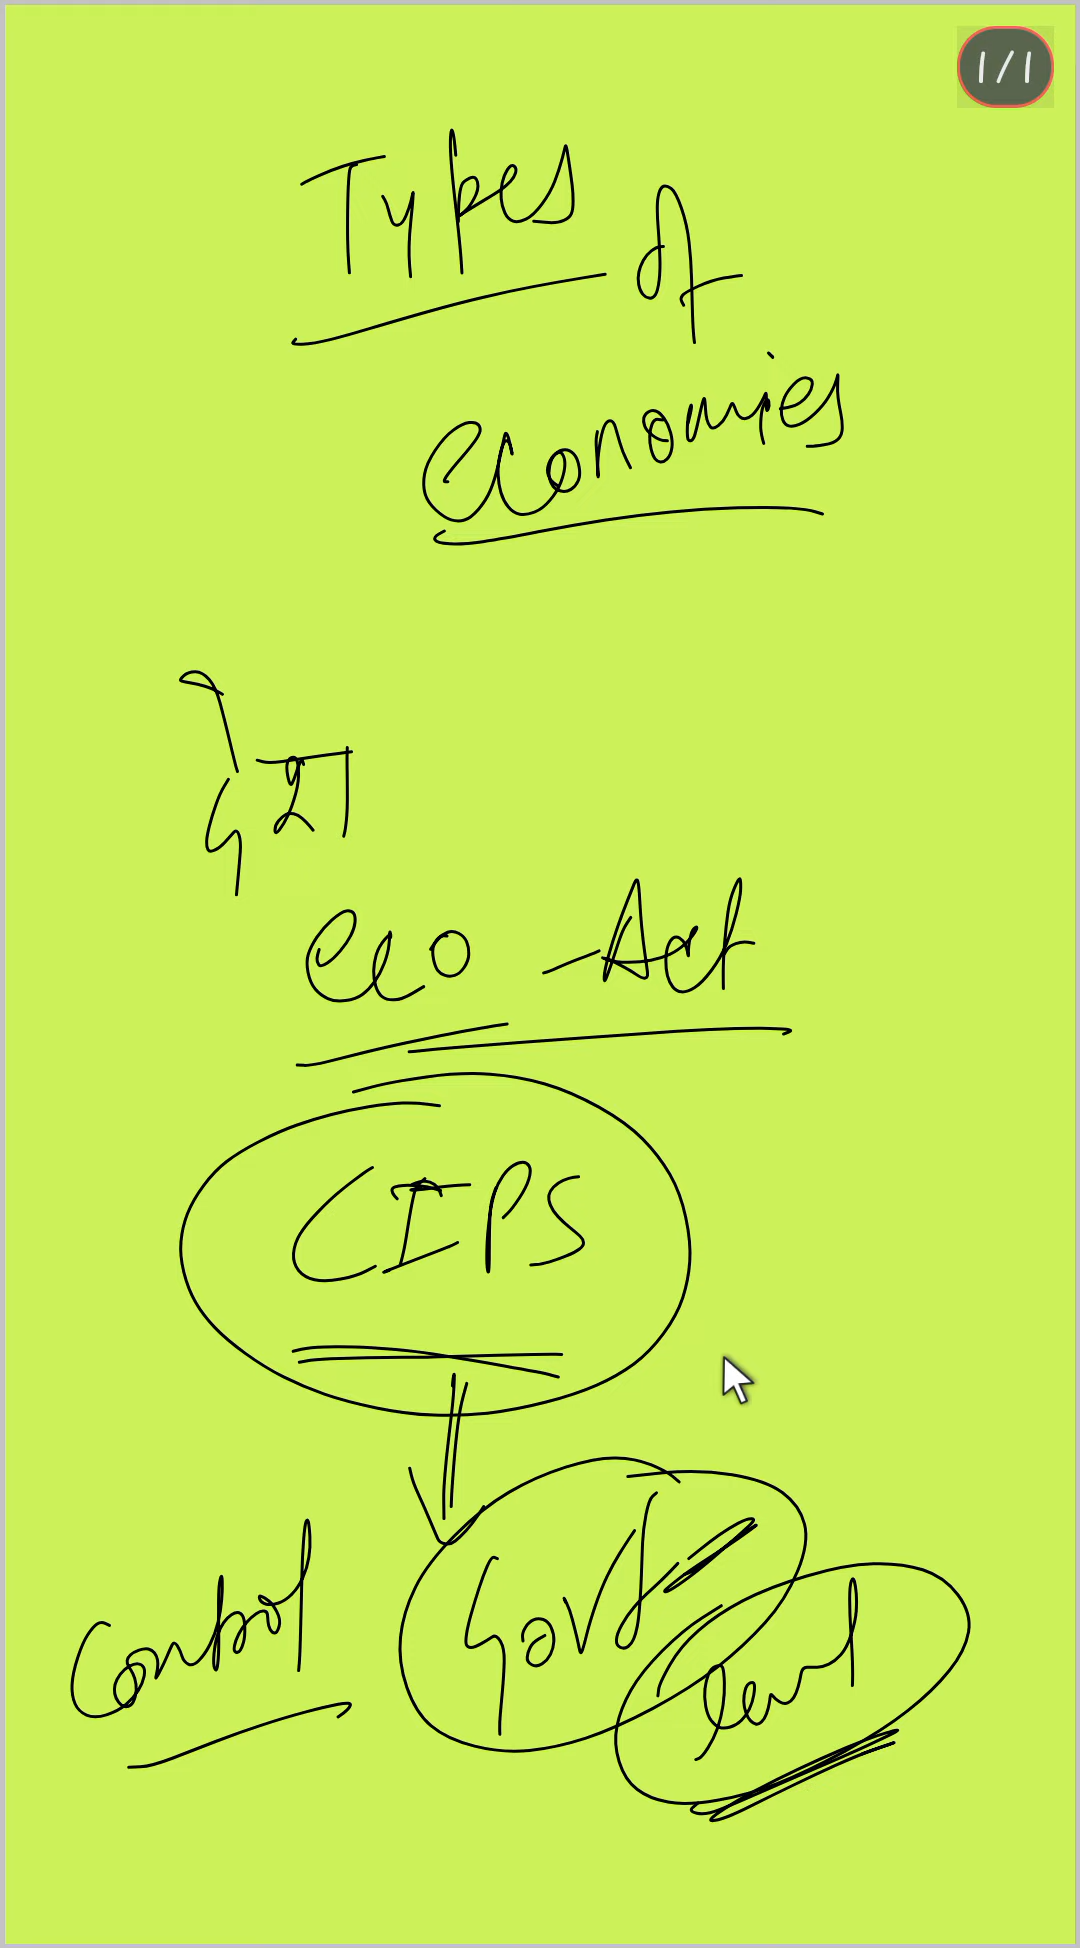 1/1
Types of
Economies
Eco - Act
CIPS
Govt
Control